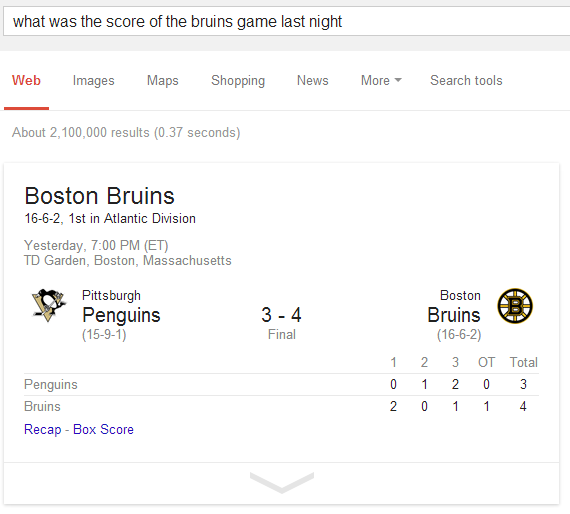 what was the score of the bruins game last night
Web Images Maps Shopping News More Search tools
About 2,100,000 results (0.37 seconds)
Boston Bruins
16-6-2, 1st in Atlantic Division
Yesterday, 7:00 PM (ET)
TD Garden, Boston, Massachusetts
Pittsburgh Boston
Penguins 3 - 4 Bruins
(15-9-1) Final (16-6-2)
1 2 3 OT Total
Penguins 0 1 2 0 3
Bruins 2 0 1 1 4
Recap - Box Score